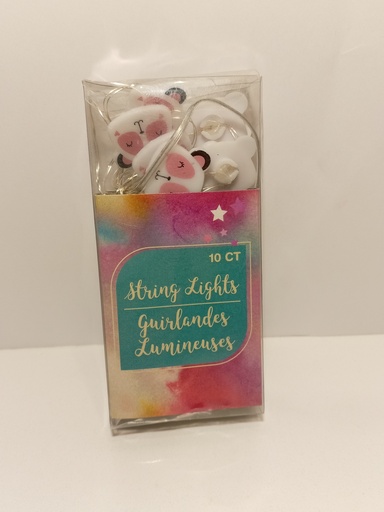 10 CT
String Lights
Guirlandes
Lumineuses